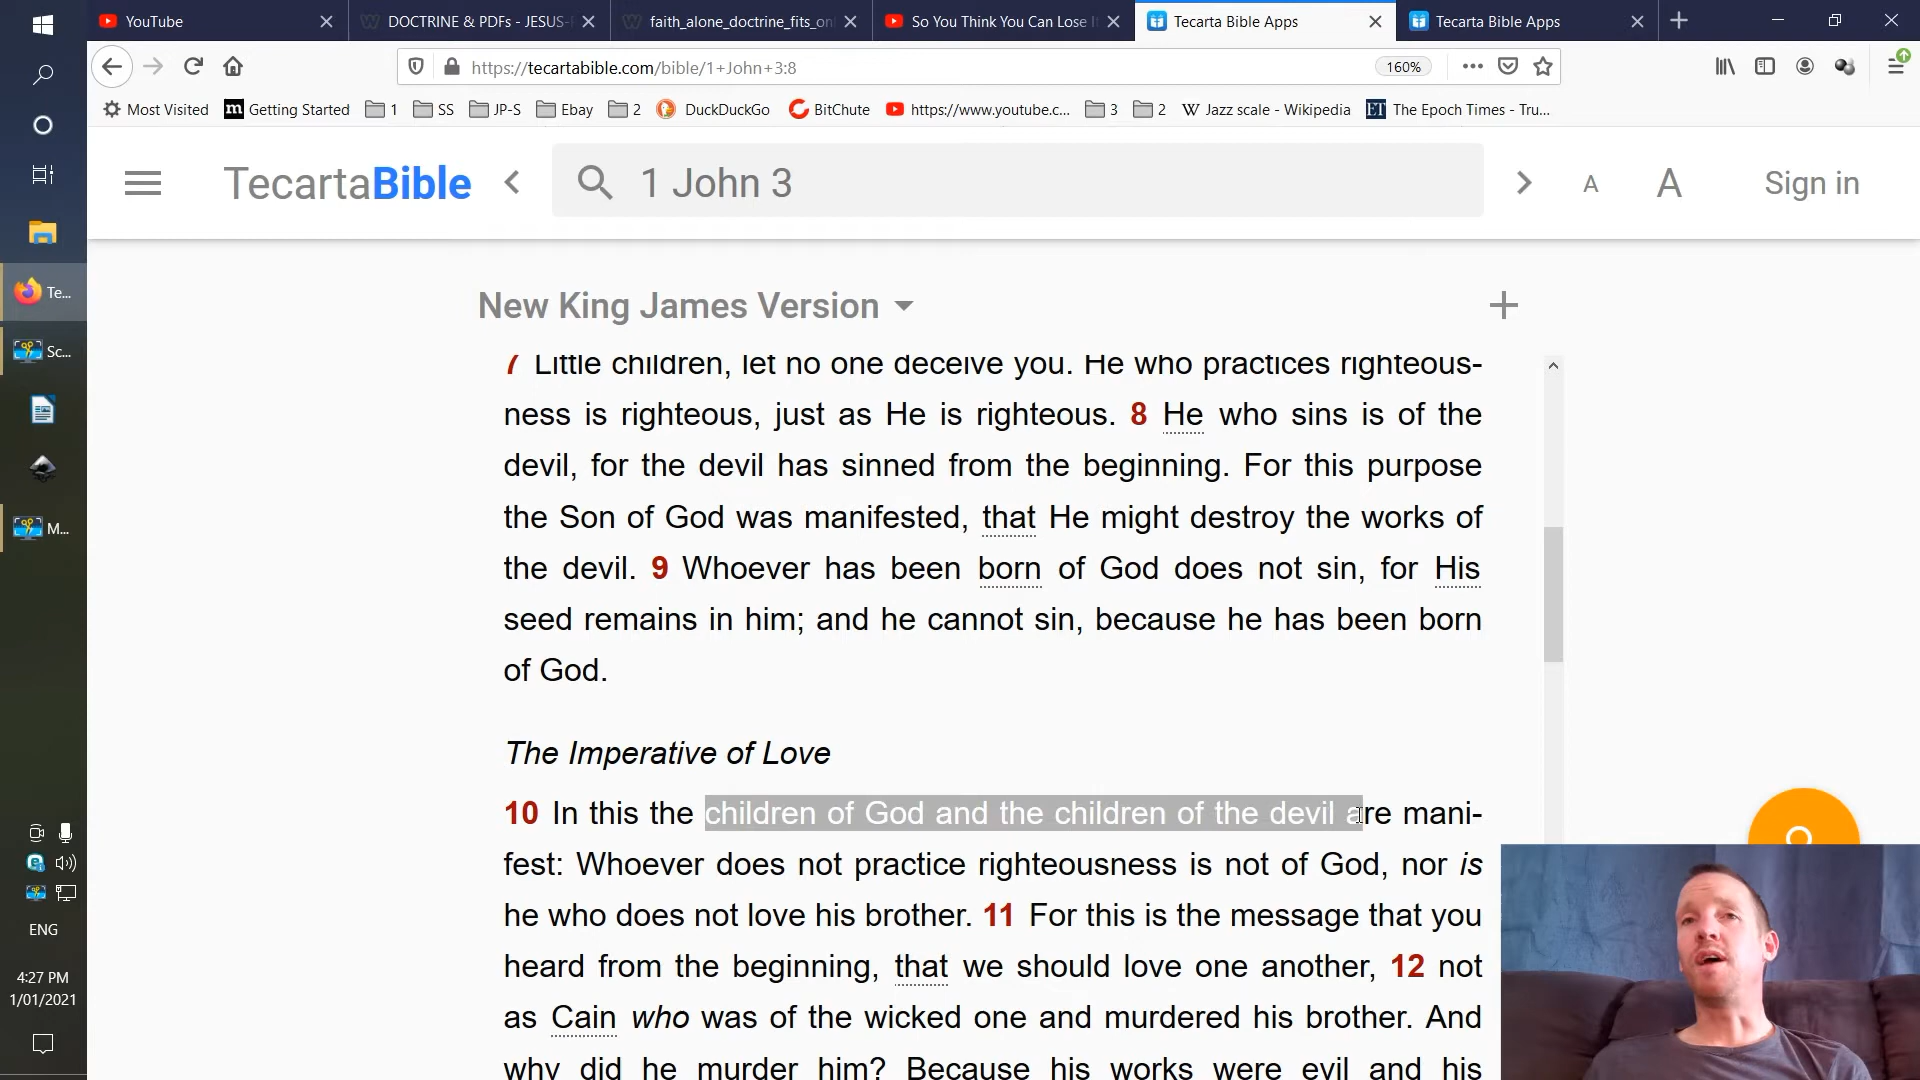 YouTube
DOCTRINE & PDFs - JESUS-
faith_alone_doctrine_fits_on
So You Think You Can Lose I
Tecarta Bible Apps
Tecarta Bible Apps
https://tecartabible.com/bible/1+John+3:8
160%
Most Visited
Getting Started
1
SS
JP-S
Ebay
2
DuckDuckGo
BitChute
https://www.youtube.c...
3
2
Jazz scale - Wikipedia
The Epoch Times - Tru...
TecartaBible
1 John 3
A
A
Sign in
New King James Version
7 Little children, let no one deceive you. He who practices righteous-
ness is righteous, just as He is righteous. 8 He who sins is of the
devil, for the devil has sinned from the beginning. For this purpose
the Son of God was manifested, that He might destroy the works of
the devil. 9 Whoever has been born of God does not sin, for His
seed remains in him; and he cannot sin, because he has been born
of God.
The Imperative of Love
10 In this the children of God and the children of the devil are mani-
fest: Whoever does not practice righteousness is not of God, nor is
he who does not love his brother. 11 For this is the message that you
heard from the beginning, that we should love one another, 12 not
as Cain who was of the wicked one and murdered his brother. And
why did he murder him? Because his works were evil and his
Te...
Sc...
M...
ENG
4:27 PM
1/01/2021